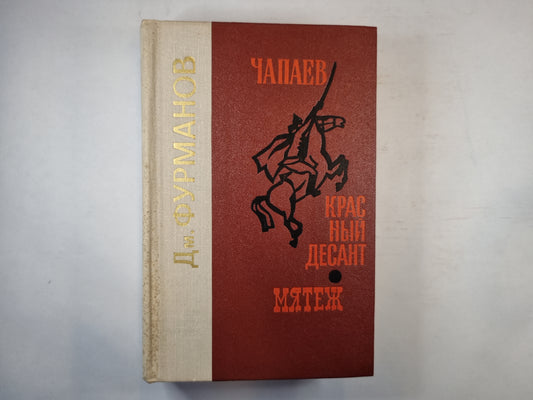 Дм. ФУРМАНОВ
ЧАПАЕВ
КРАС
НЫЙ
ДЕСАНТ
МЯТЕЖ